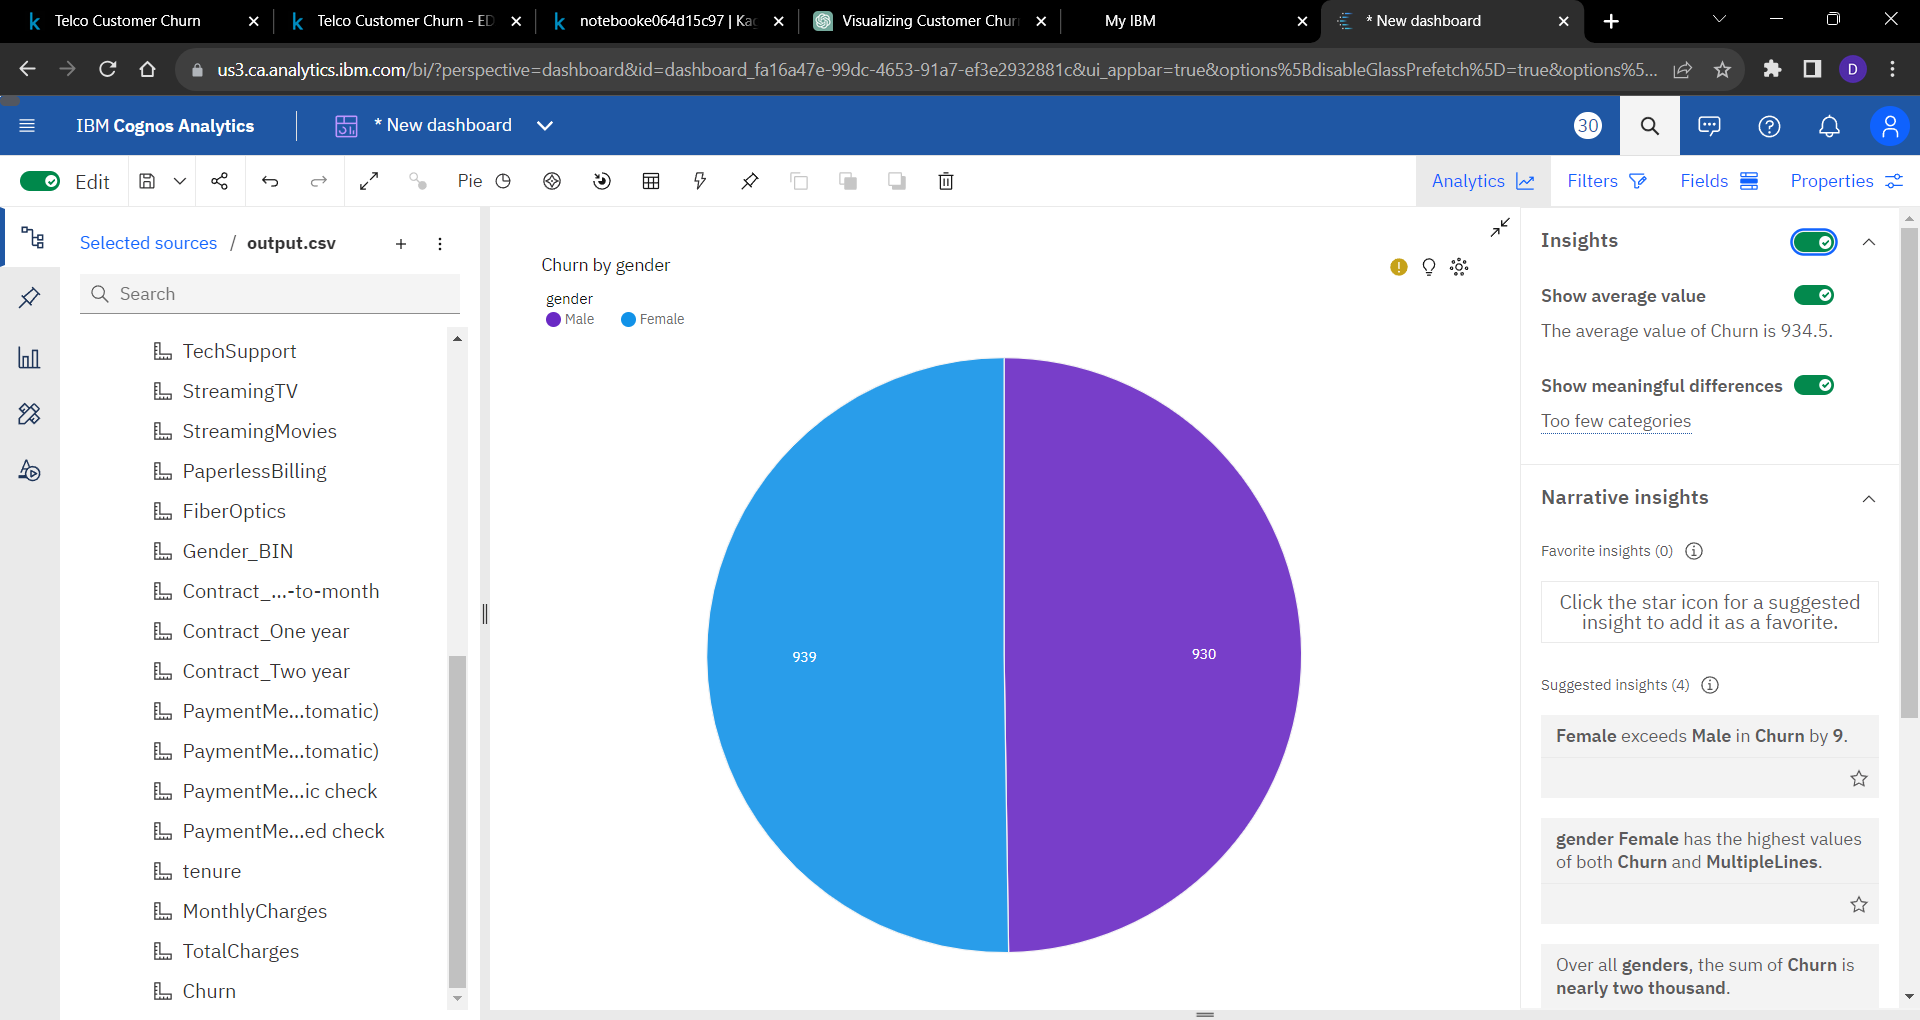 Telco Customer Churn
Telco Customer Churn - ED
notebooke064d15c97 | Kag
Visualizing Customer Churn
My IBM
* New dashboard
us3.ca.analytics.ibm.com/bi/?perspective=dashboard&id=dashboard_fa16a47e-99dc-4653-91a7-ef3e2932881c&ui_appbar=true&options%5BdisableGlassPrefetch%5D=true&options%5...
D
IBM Cognos Analytics
* New dashboard
30
Edit
Pie
Analytics
Filters
Fields
Properties
Selected sources / output.csv
Search
TechSupport
StreamingTV
StreamingMovies
PaperlessBilling
FiberOptics
Gender_BIN
Contract_...-to-month
Contract_One year
Contract_Two year
PaymentMe...tomatic)
PaymentMe...tomatic)
PaymentMe...ic check
PaymentMe...ed check
tenure
MonthlyCharges
TotalCharges
Churn
Churn by gender
gender
Male
Female
939
930
Insights
Show average value
The average value of Churn is 934.5.
Show meaningful differences
Too few categories
Narrative insights
Favorite insights (0)
Click the star icon for a suggested
insight to add it as a favorite.
Suggested insights (4)
Female exceeds Male in Churn by 9.
gender Female has the highest values
of both Churn and MultipleLines.
Over all genders, the sum of Churn is
nearly two thousand.